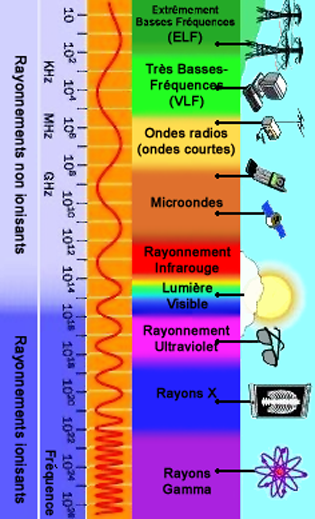 Rayonnements non ionisants
Rayonnements ionisants
KHz
MHz
GHz
Fréquence
10
10²
10⁴
10⁶
10⁸
10¹⁰
10¹²
10¹⁴
10¹⁶
10¹⁸
10²⁰
10²²
10²⁴
10²⁶
Extrêmement
Basses Fréquences
(ELF)
Très Basses-
Fréquences
(VLF)
Ondes radios
(ondes courtes)
Microondes
Rayonnement
Infrarouge
Lumière
Visible
Rayonnement
Ultraviolet
Rayons X
Rayons
Gamma